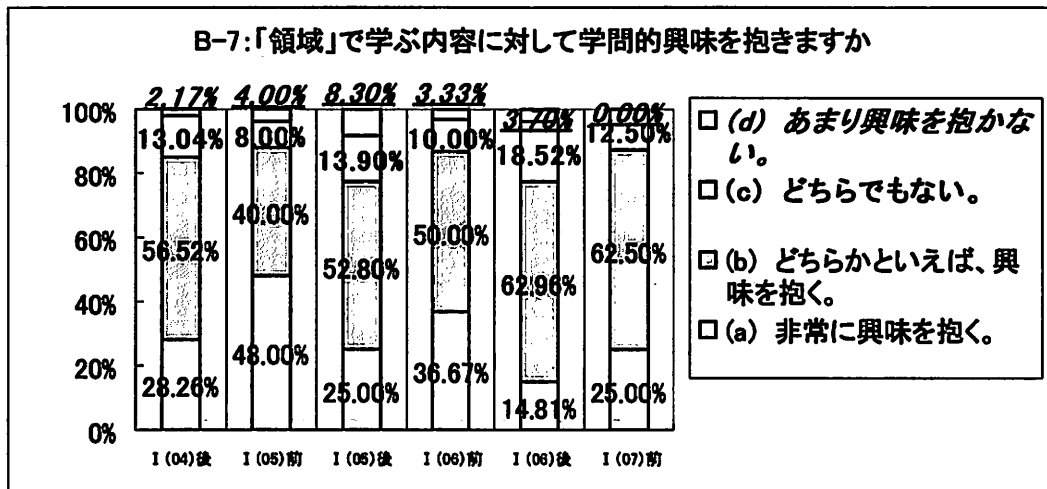 B-7:「領域」で学ぶ内容に対して学問的興味を抱きますか
100%
80%
60%
40%
20%
0%
2.17% 4.00% 8.30% 3.33% 3.70% 0.00%
13.04% 8.00% 13.90% 10.00% 18.52% 12.50%
56.52% 40.00% 52.80% 50.00% 62.96% 62.50%
28.26% 48.00% 25.00% 36.67% 14.81% 25.00%
I (04)後 I (05)前 I (05)後 I (06)前 I (06)後 I (07)前
(d) あまり興味を抱かな
い。
(c) どちらでもない。
(b) どちらかといえば、興
味を抱く。
(a) 非常に興味を抱く。